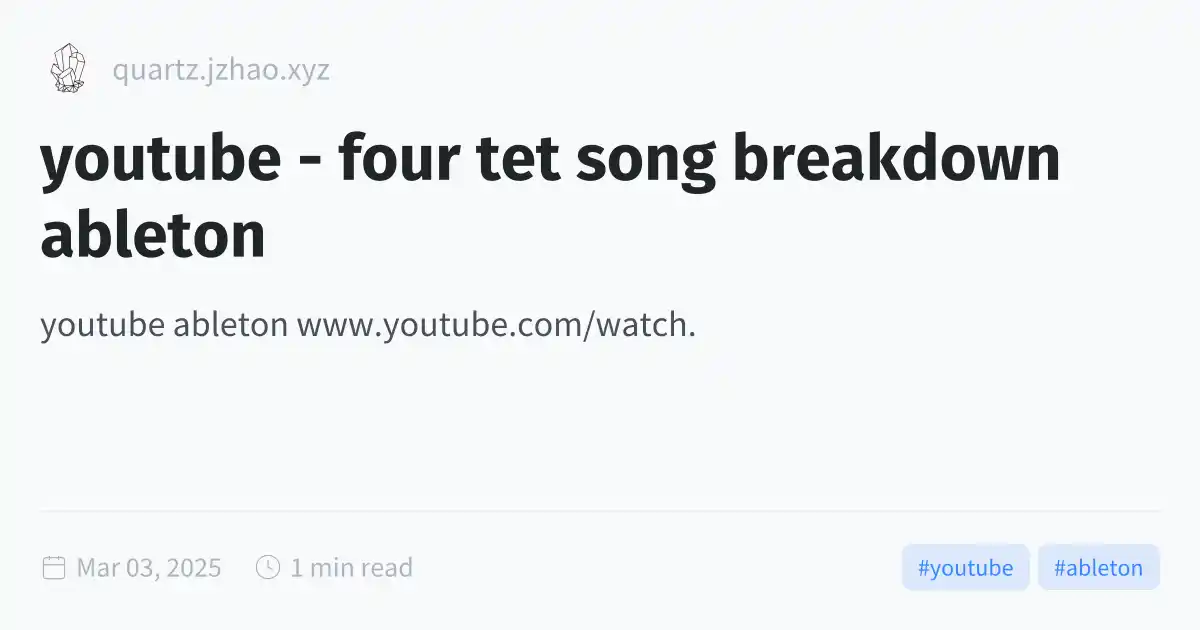 quartz.jzhao.xyz
youtube - four tet song breakdown
ableton
youtube ableton www.youtube.com/watch.
Mar 03, 2025 1 min read #youtube #ableton